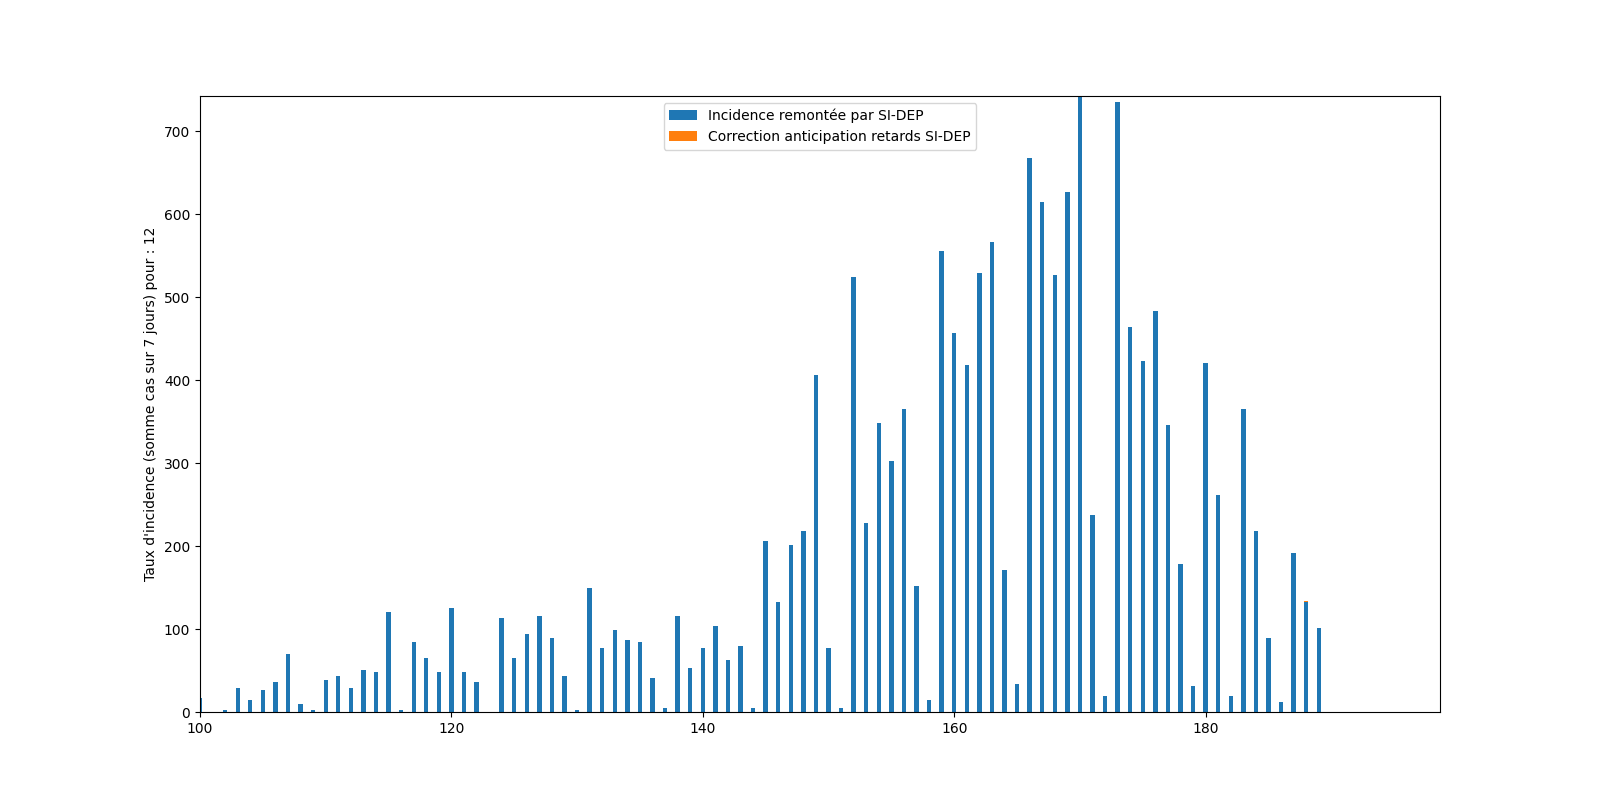 Incidence remontée par SI-DEP
Correction anticipation retards SI-DEP
Taux d'incidence (somme cas sur 7 jours) pour : 12
700
600
500
400
300
200
100
0
100 120 140 160 180